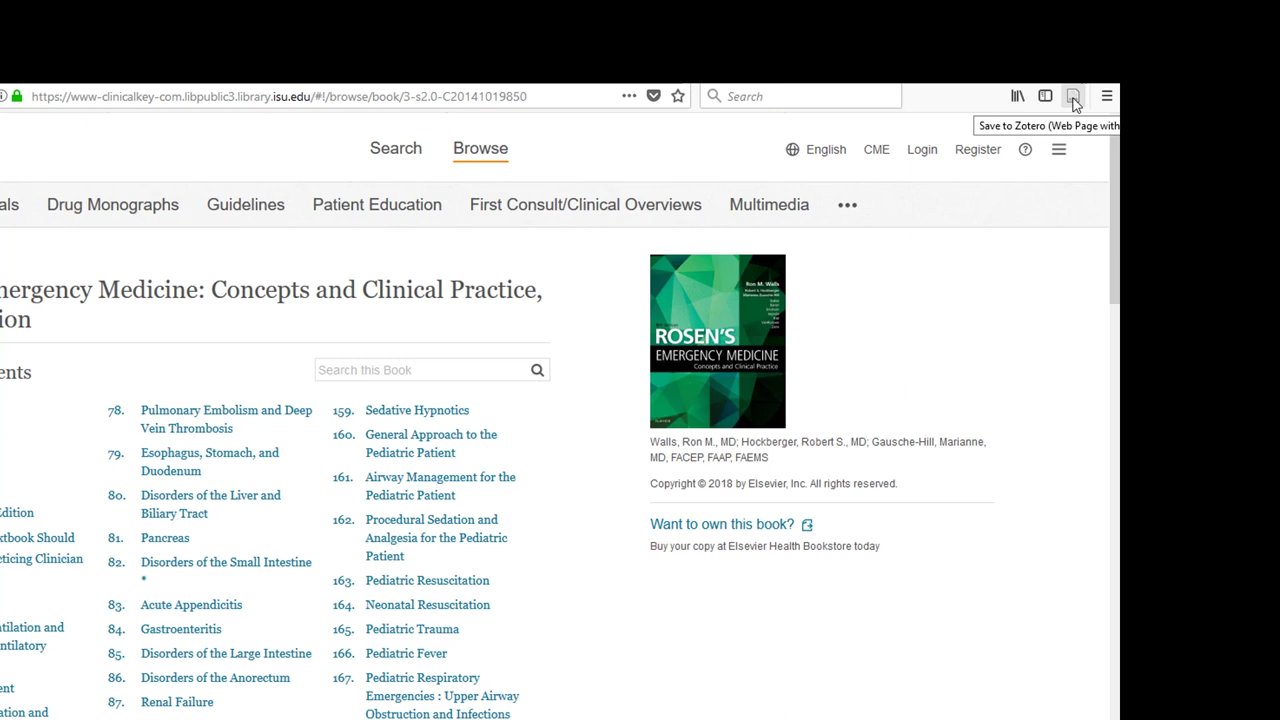 https://www-clinicalkey-com.libpublic3.library.isu.edu/#!/browse/book/3-s2.0-C20141019850
Search
Save to Zotero (Web Page with
Search
Browse
English
CME
Login
Register
als
Drug Monographs
Guidelines
Patient Education
First Consult/Clinical Overviews
Multimedia
nergency Medicine: Concepts and Clinical Practice,
ion
ents
Search this Book
Edition
xtbook Should
cticing Clinician
tilation and
ntilatory
ent
ation and
78. Pulmonary Embolism and Deep
Vein Thrombosis
79. Esophagus, Stomach, and
Duodenum
80. Disorders of the Liver and
Biliary Tract
81. Pancreas
82. Disorders of the Small Intestine
*
83. Acute Appendicitis
84. Gastroenteritis
85. Disorders of the Large Intestine
86. Disorders of the Anorectum
87. Renal Failure
159. Sedative Hypnotics
160. General Approach to the
Pediatric Patient
161. Airway Management for the
Pediatric Patient
162. Procedural Sedation and
Analgesia for the Pediatric
Patient
163. Pediatric Resuscitation
164. Neonatal Resuscitation
165. Pediatric Trauma
166. Pediatric Fever
167. Pediatric Respiratory
Emergencies : Upper Airway
Obstruction and Infections
Ron M. Walls
ROSEN'S
EMERGENCY MEDICINE
Concepts and Clinical Practice
Walls, Ron M., MD; Hockberger, Robert S., MD; Gausche-Hill, Marianne,
MD, FACEP, FAAP, FAEMS
Copyright © 2018 by Elsevier, Inc. All rights reserved.
Want to own this book?
Buy your copy at Elsevier Health Bookstore today